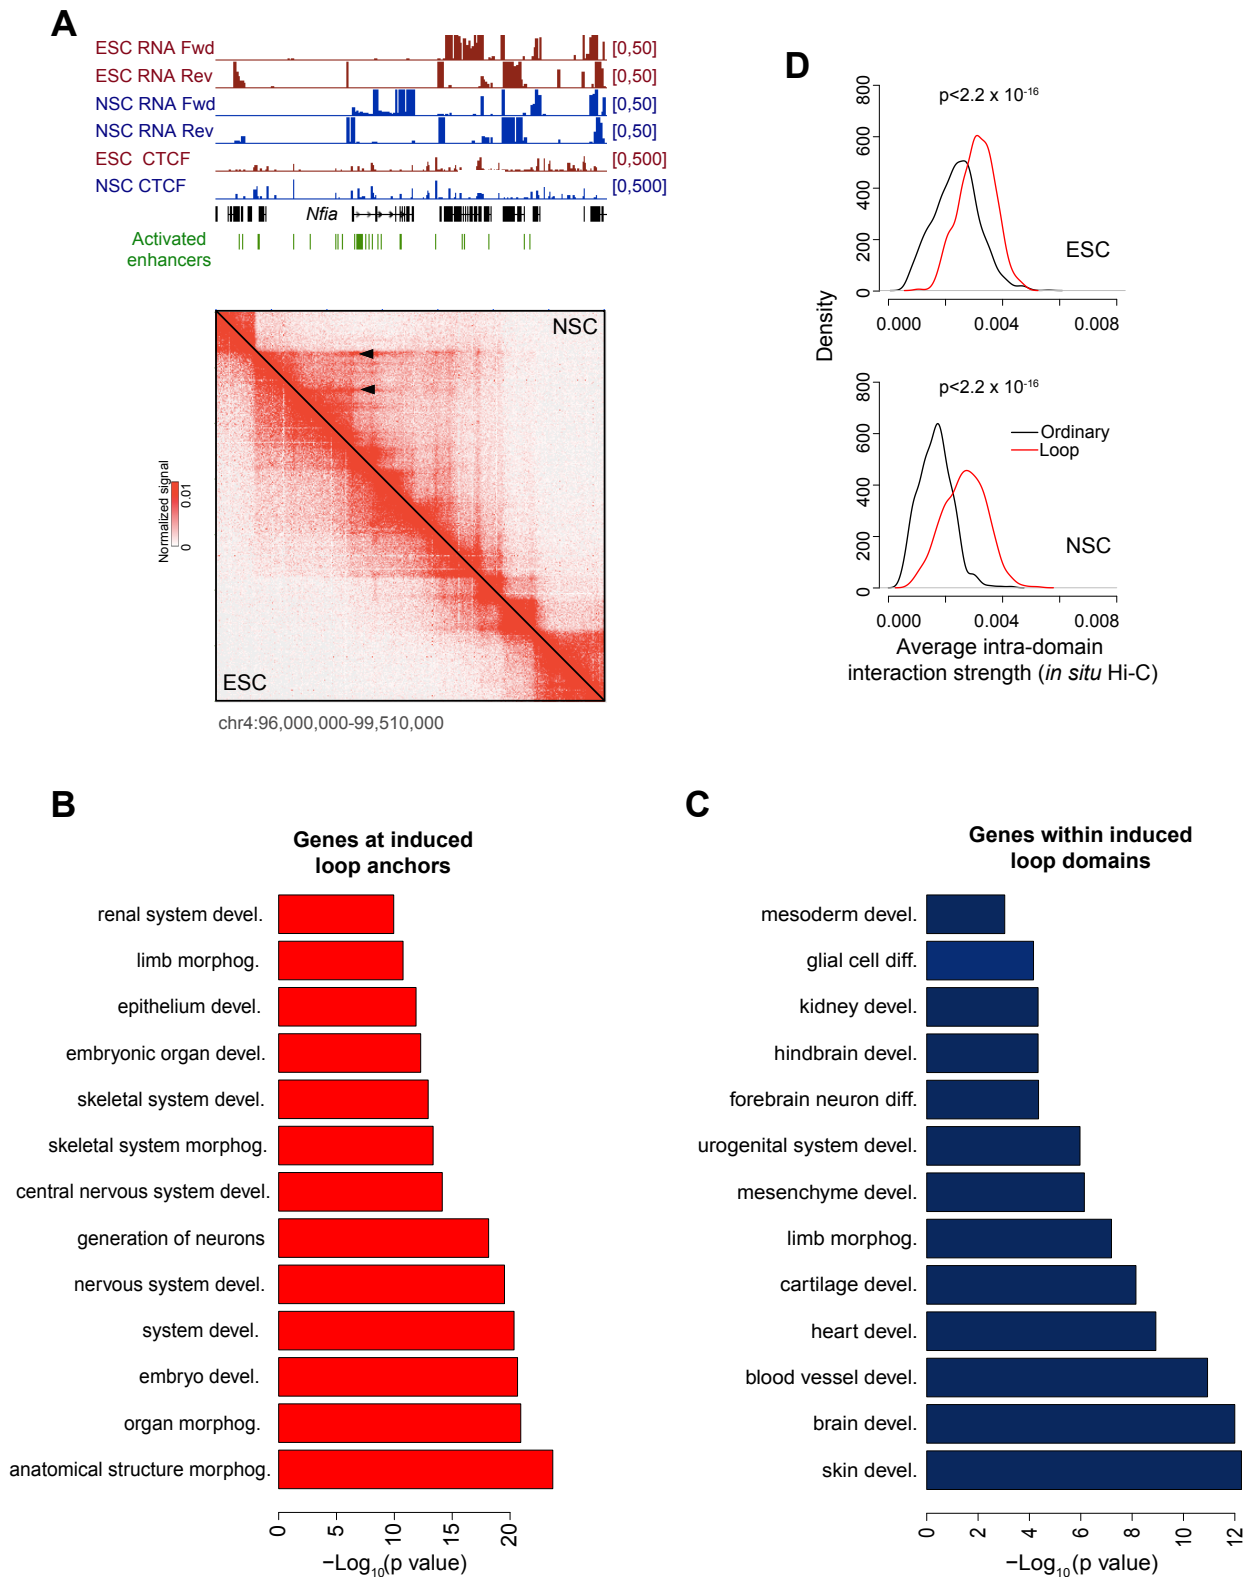 A
ESC RNA Fwd [0,50]
ESC RNA Rev [0,50]
NSC RNA Fwd [0,50]
NSC RNA Rev [0,50]
ESC CTCF [0,500]
NSC CTCF [0,500]
Nfia
Activated
enhancers
NSC
ESC
Normalized signal
0 0.01
chr4:96,000,000-99,510,000
D
p<2.2 x 10-16
ESC
0 200 400 600 800
0.000 0.004 0.008
Density
p<2.2 x 10-16
Ordinary
Loop
NSC
0 200 400 600 800
0.000 0.004 0.008
Average intra-domain
interaction strength (in situ Hi-C)
B
Genes at induced
loop anchors
renal system devel.
limb morphog.
epithelium devel.
embryonic organ devel.
skeletal system devel.
skeletal system morphog.
central nervous system devel.
generation of neurons
nervous system devel.
system devel.
embryo devel.
organ morphog.
anatomical structure morphog.
0 5 10 15 20
−Log10(p value)
C
Genes within induced
loop domains
mesoderm devel.
glial cell diff.
kidney devel.
hindbrain devel.
forebrain neuron diff.
urogenital system devel.
mesenchyme devel.
limb morphog.
cartilage devel.
heart devel.
blood vessel devel.
brain devel.
skin devel.
0 2 4 6 8 10 12
−Log10(p value)